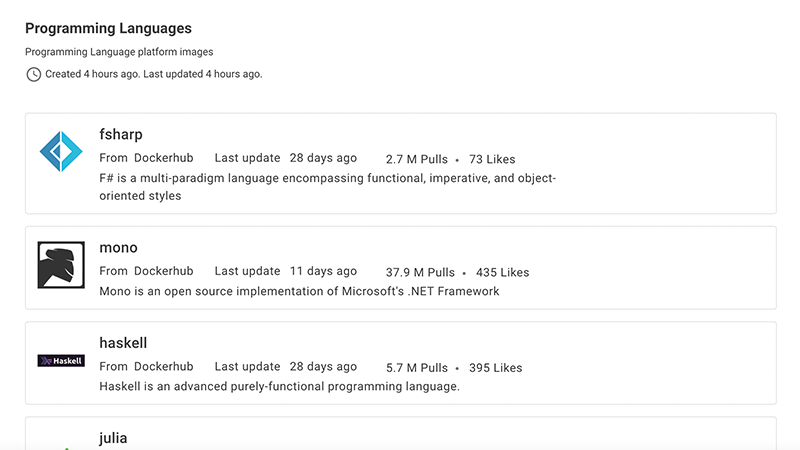 Programming Languages
Programming Language platform images
Created 4 hours ago. Last updated 4 hours ago.
fsharp
From Dockerhub Last update 28 days ago 2.7 M Pulls • 73 Likes
F# is a multi-paradigm language encompassing functional, imperative, and object-
oriented styles
mono
From Dockerhub Last update 11 days ago 37.9 M Pulls • 435 Likes
Mono is an open source implementation of Microsoft's .NET Framework
haskell
Haskell
From Dockerhub Last update 28 days ago 5.7 M Pulls • 395 Likes
Haskell is an advanced purely-functional programming language.
julia